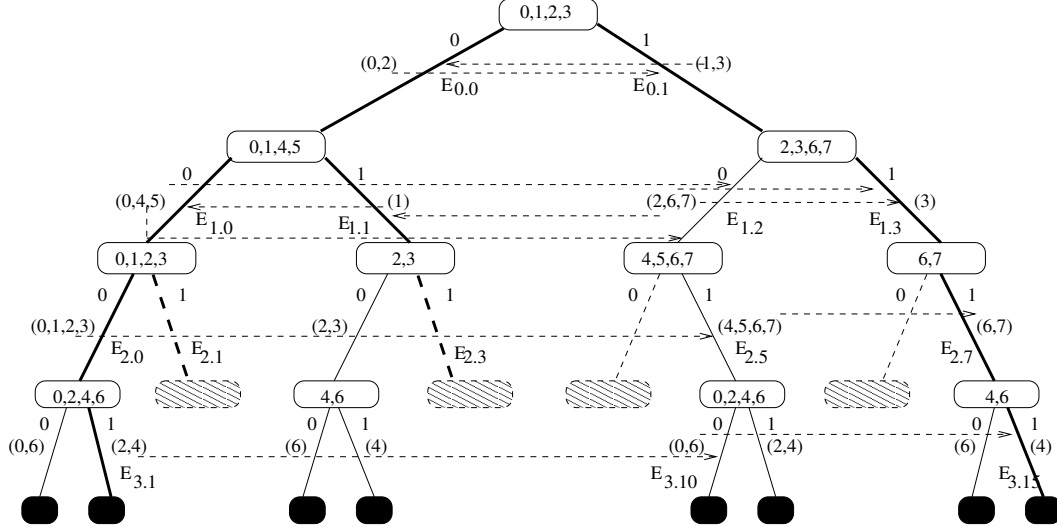 0,1,2,3
0 1
(0,2) (1,3)
E0.0 E0.1
0,1,4,5 2,3,6,7
0 1 0 1
(0,4,5) (1) (2,6,7) (3)
E1.0 E1.1 E1.2 E1.3
0,1,2,3 2,3 4,5,6,7 6,7
0 1 0 1 0 1 0 1
(0,1,2,3) (2,3) (4,5,6,7) (6,7)
E2.0 E2.1 E2.3 E2.5 E2.7
0,2,4,6 4,6 0,2,4,6 4,6
0 1 0 1 0 1 0 1
(0,6) (2,4) (6) (4) (0,6) (2,4) (6) (4)
E3.1 E3.10 E3.15